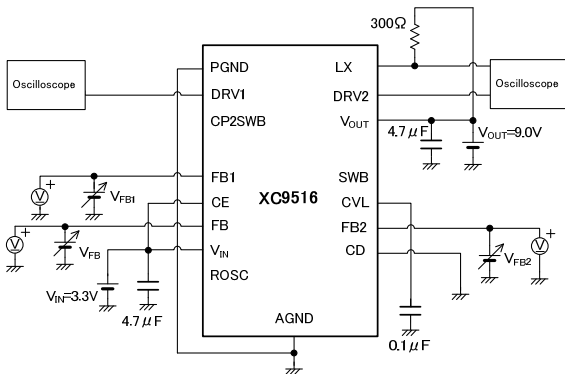 300Ω
PGND
LX
Oscilloscope
Oscilloscope
DRV1
DRV2
CP2SWB
VOUT
4.7μF
VOUT=9.0V
FB1
SWB
XC9516
V
+
VFB1
CE
CVL
FB
FB2
V
+
VFB
VIN
CD
V
+
VFB2
ROSC
VIN=3.3V
4.7μF
AGND
0.1μF